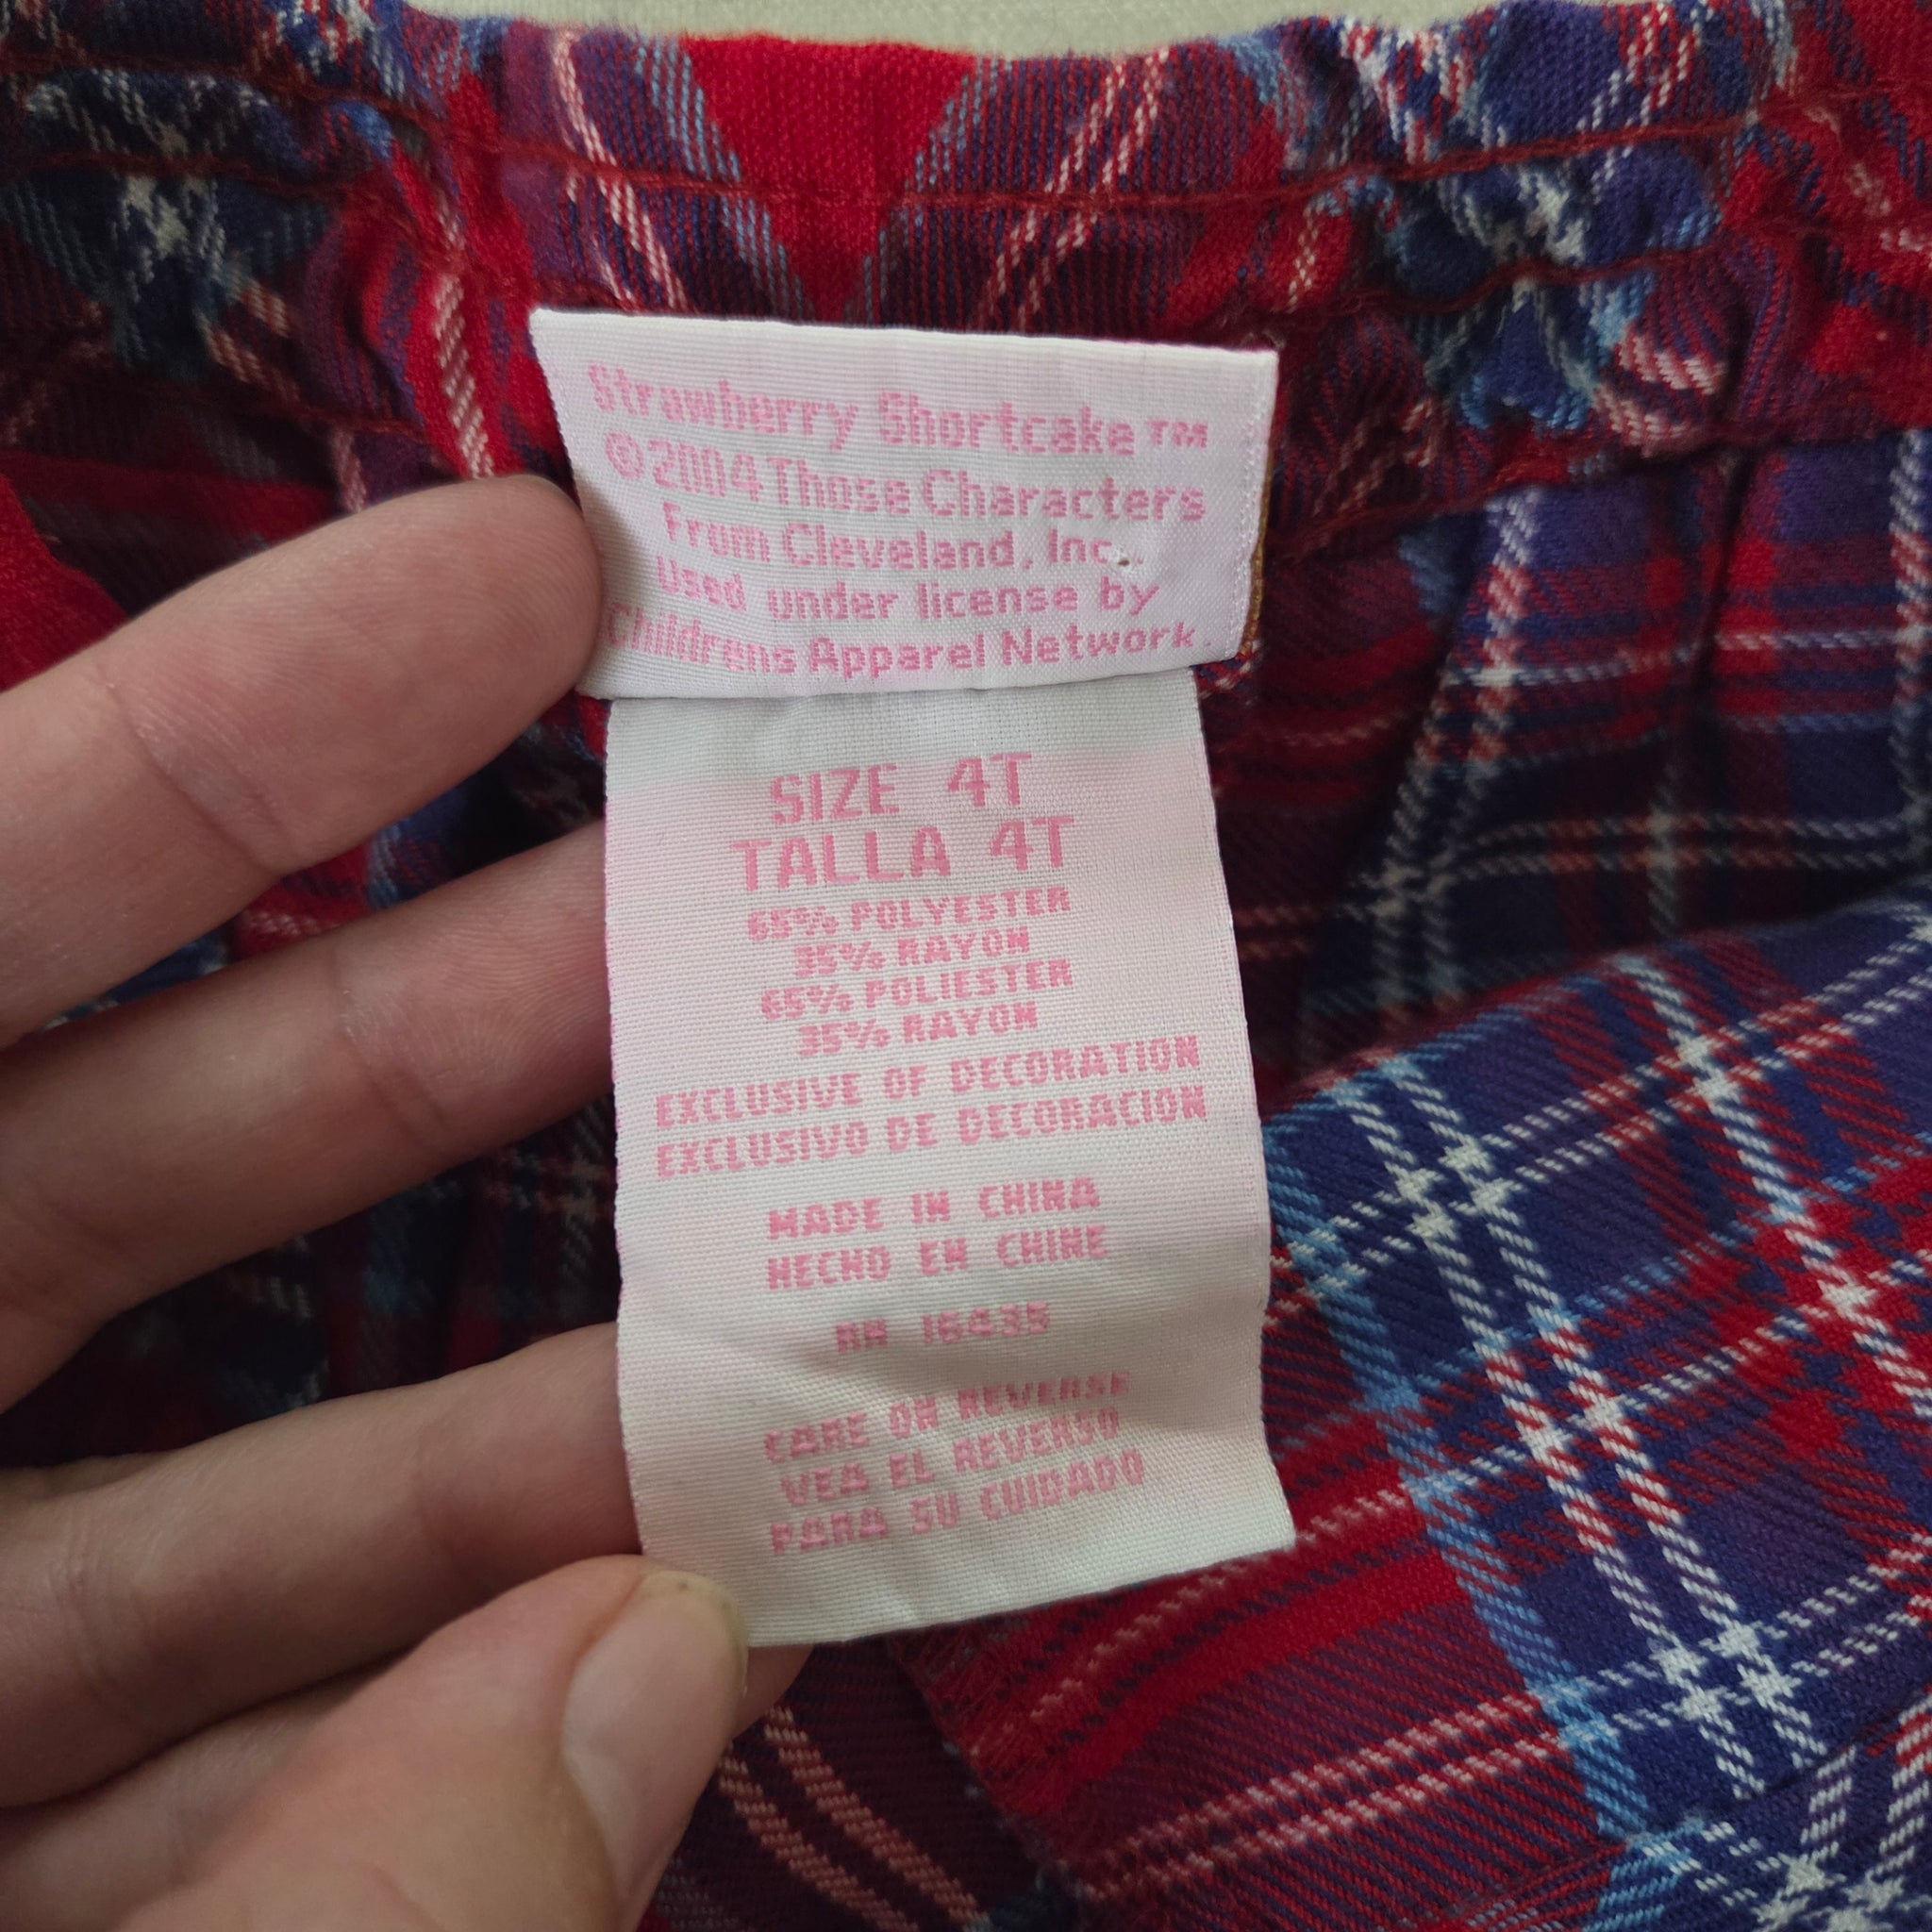 Strawberry Shortcake™
©2004 Those Characters
From Cleveland, Inc..
Used under license by
Childrens Apparel Network.
SIZE 4T
TALLA 4T
65% POLYESTER
35% RAYON
65% POLIESTER
35% RAYON
EXCLUSIVE OF DECORATION
EXCLUSIVO DE DECORACION
MADE IN CHINA
HECHO EN CHINE
RN 16435
CARE ON REVERSE
VEA EL REVERSO
PARA SU CUIDADO